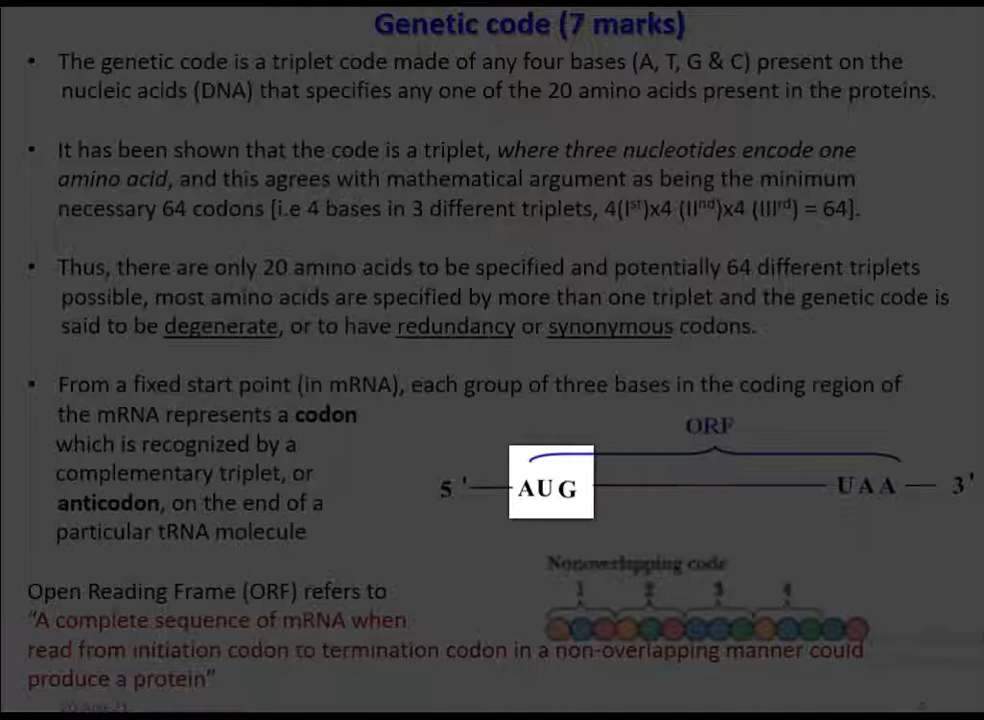 Genetic code (7 marks)
• The genetic code is a triplet code made of any four bases (A, T, G & C) present on the
nucleic acids (DNA) that specifies any one of the 20 amino acids present in the proteins.
• It has been shown that the code is a triplet, where three nucleotides encode one
amino acid, and this agrees with mathematical argument as being the minimum
necessary 64 codons [i.e 4 bases in 3 different triplets, 4(Ist)x4 (IInd)x4 (IIIrd) = 64].
• Thus, there are only 20 amino acids to be specified and potentially 64 different triplets
possible, most amino acids are specified by more than one triplet and the genetic code is
said to be degenerate, or to have redundancy or synonymous codons.
• From a fixed start point (in mRNA), each group of three bases in the coding region of
the mRNA represents a codon
which is recognized by a
complementary triplet, or
anticodon, on the end of a
particular tRNA molecule
ORF
5 ' AUG UAA 3'
Nonoverlapping code
1 2 3 4
Open Reading Frame (ORF) refers to
“A complete sequence of mRNA when
read from initiation codon to termination codon in a non-overlapping manner could
produce a protein”